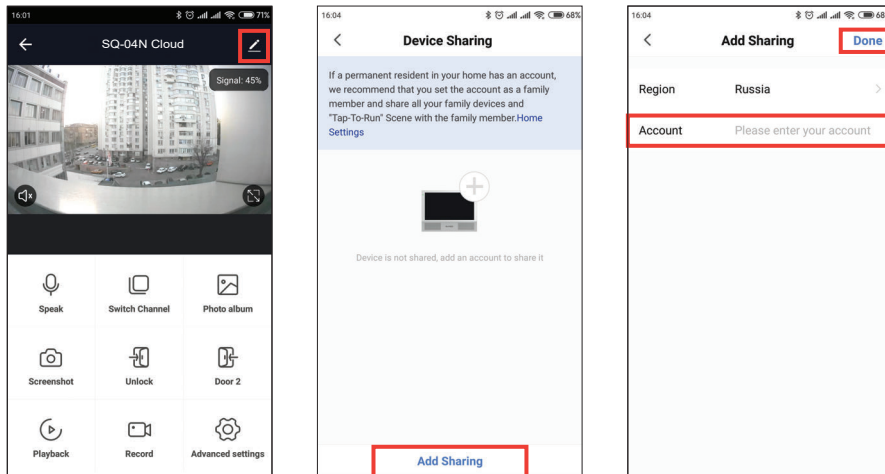 16:01
71%
SQ-04N Cloud
Signal: 45%
Speak
Switch Channel
Photo album
Screenshot
Unlock
Door 2
Playback
Record
Advanced settings
16:04
68%
Device Sharing
If a permanent resident in your home has an account,
we recommend that you set the account as a family
member and share all your family devices and
"Tap-To-Run" Scene with the family member.Home
Settings
Device is not shared, add an account to share it
Add Sharing
16:04
68
Add Sharing
Done
Region
Russia
Account
Please enter your account